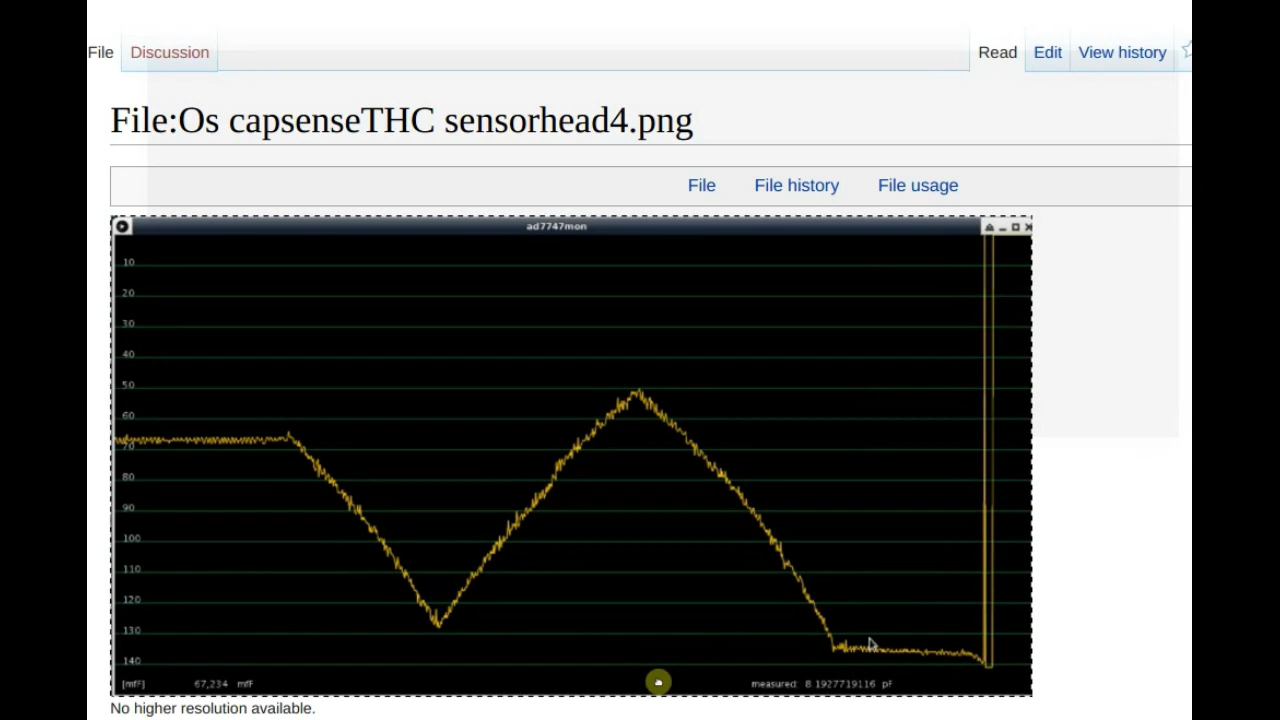 File Discussion Read Edit View history
File:Os capsenseTHC sensorhead4.png
File File history File usage
ad7747mon
10
20
30
40
50
60
70
80
90
100
110
120
130
140
[mfF] 67,234 mfF measured: 8.1927719116 pF
No higher resolution available.